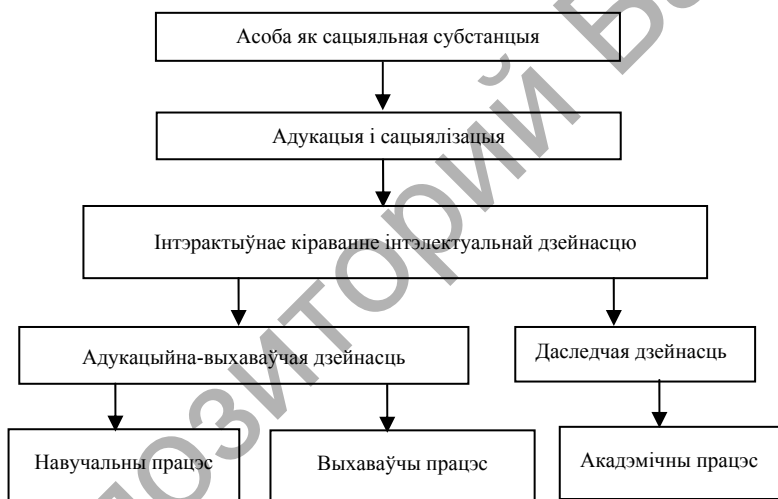 Асоба як сацыяльная субстанцыя
Адукацыя і сацыялізацыя
Інтэрактыўнае кіраванне інтэлектуальнай дзейнасцю
Адукацыйна-выхаваўчая дзейнасць
Даследчая дзейнасць
Навучальны працэс
Выхаваўчы працэс
Акадэмічны працэс